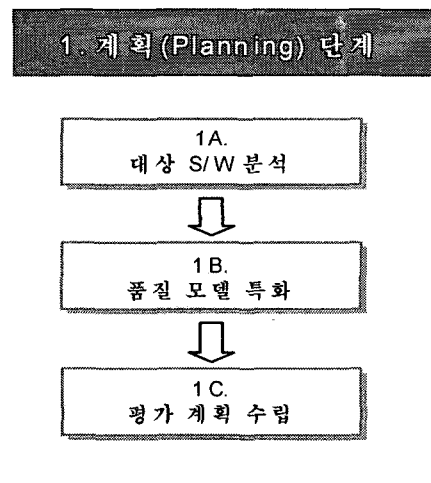 1. 계획(Planning) 단계
1A.
대상 S/W 분석
1B.
품질 모델 특화
1C.
평가 계획 수립